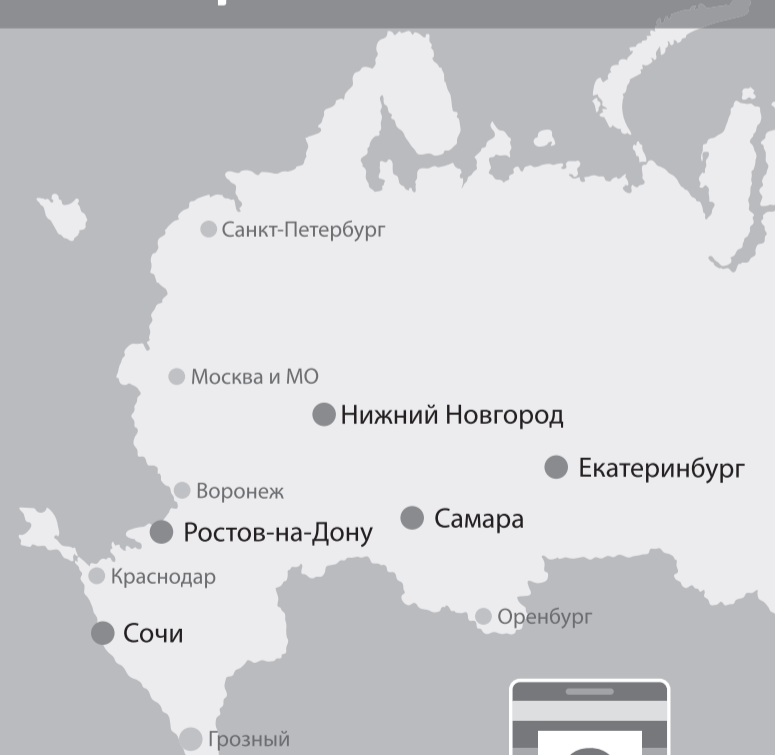 Санкт-Петербург
Москва и МО
Нижний Новгород
Екатеринбург
Воронеж
Самара
Ростов-на-Дону
Краснодар
Оренбург
Сочи
Грозный